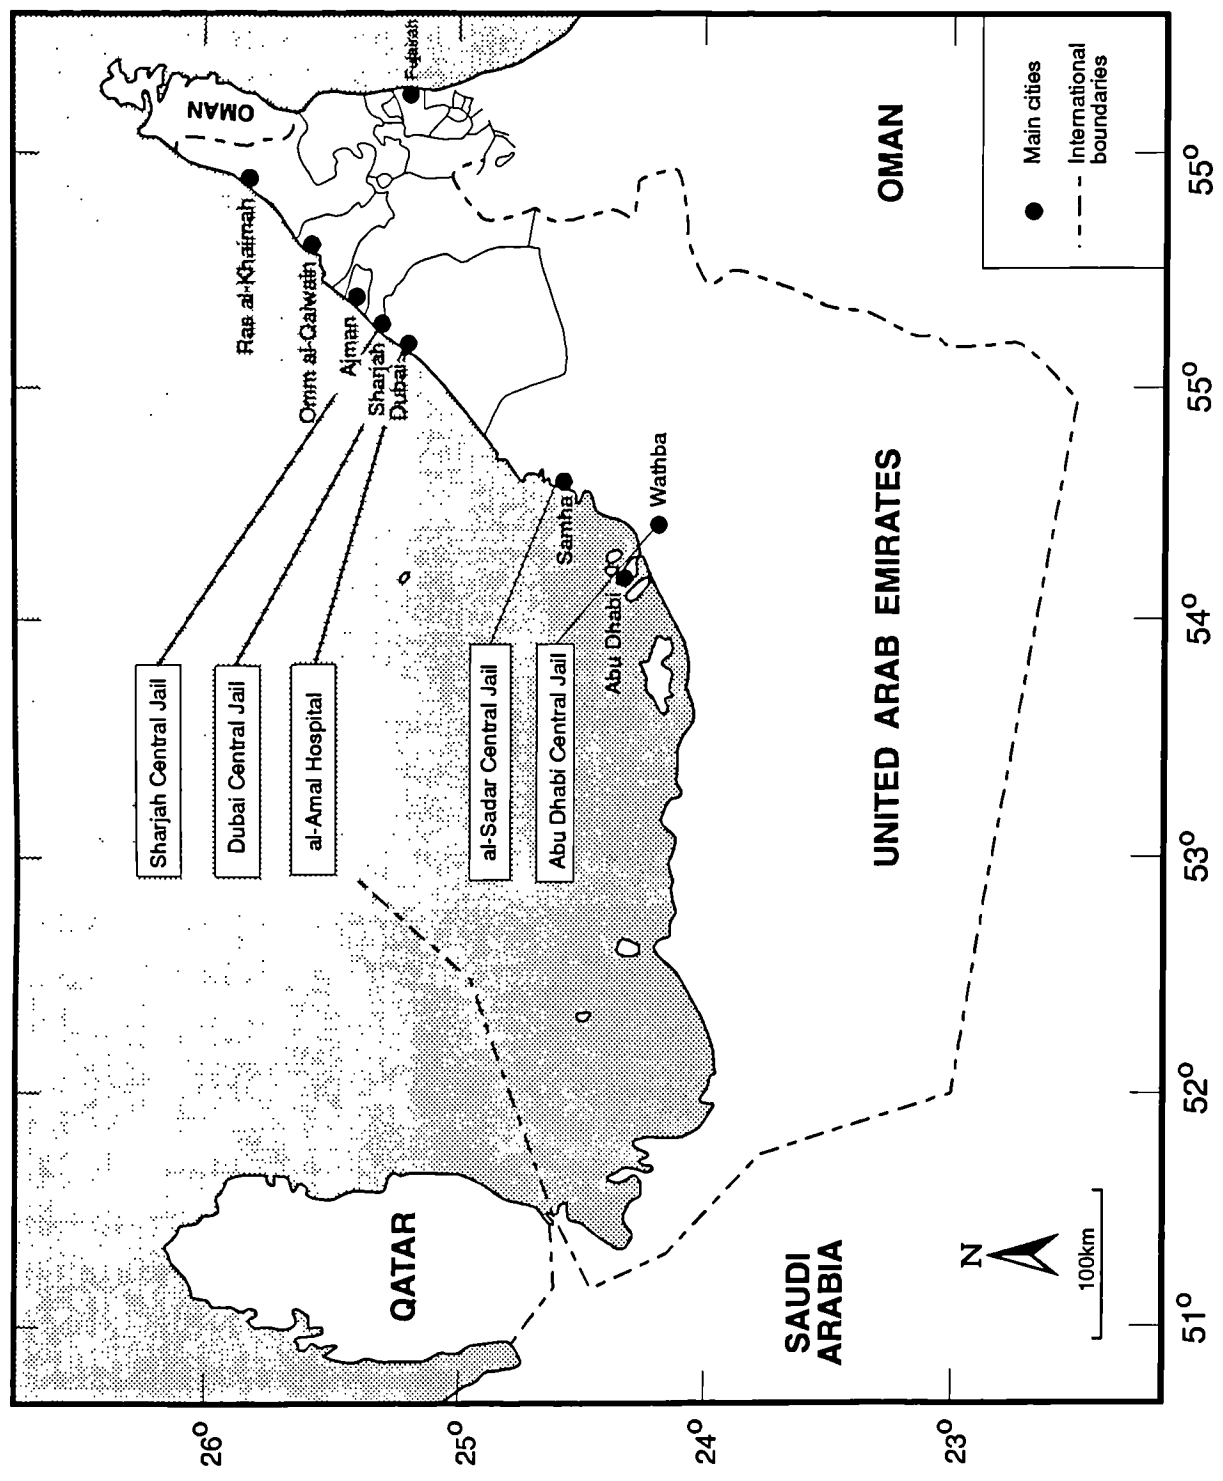 OMAN
Fujairah
Ras al-Khaimah
Omm al-Qaiwain
Ajman
Sharjah
Dubai
Sharjah Central Jail
Dubai Central Jail
al-Amal Hospital
al-Sadar Central Jail
Abu Dhabi Central Jail
Samha
Wathba
Abu Dhabi
QATAR
UNITED ARAB EMIRATES
OMAN
SAUDI
ARABIA
N
100km
Main cities
International
boundaries
26°
25°
24°
23°
51°
52°
53°
54°
55°
55°